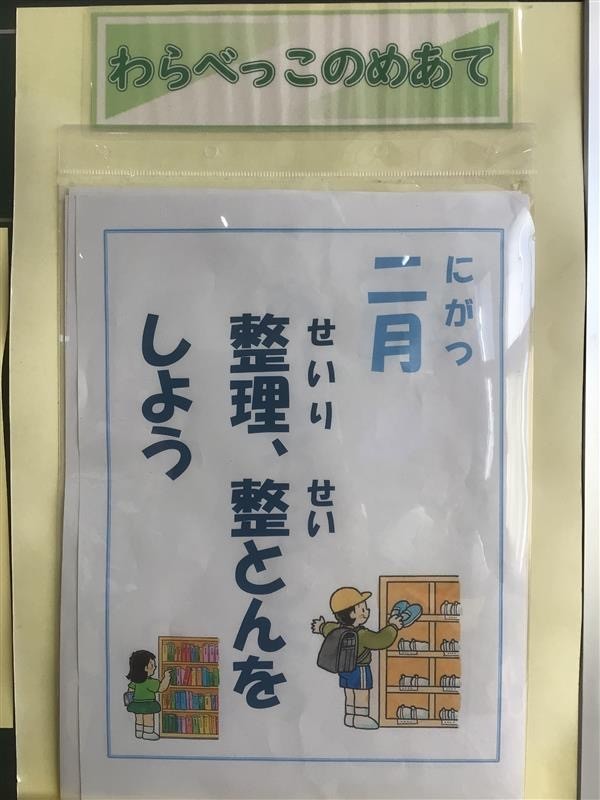 わらべっこのめあて
にがつ
二月
せいり せい
整理、整とんを
しよう